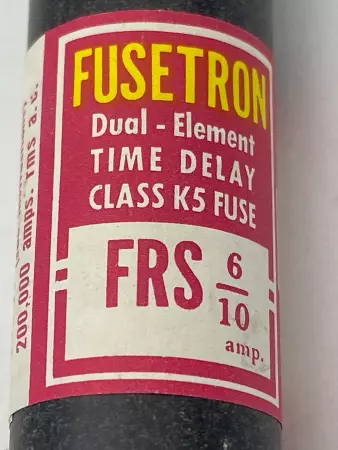 FUSETRON
Dual - Element
TIME DELAY
CLASS K5 FUSE
FRS 6/10
amp.
200,000 amps. rms a.c.